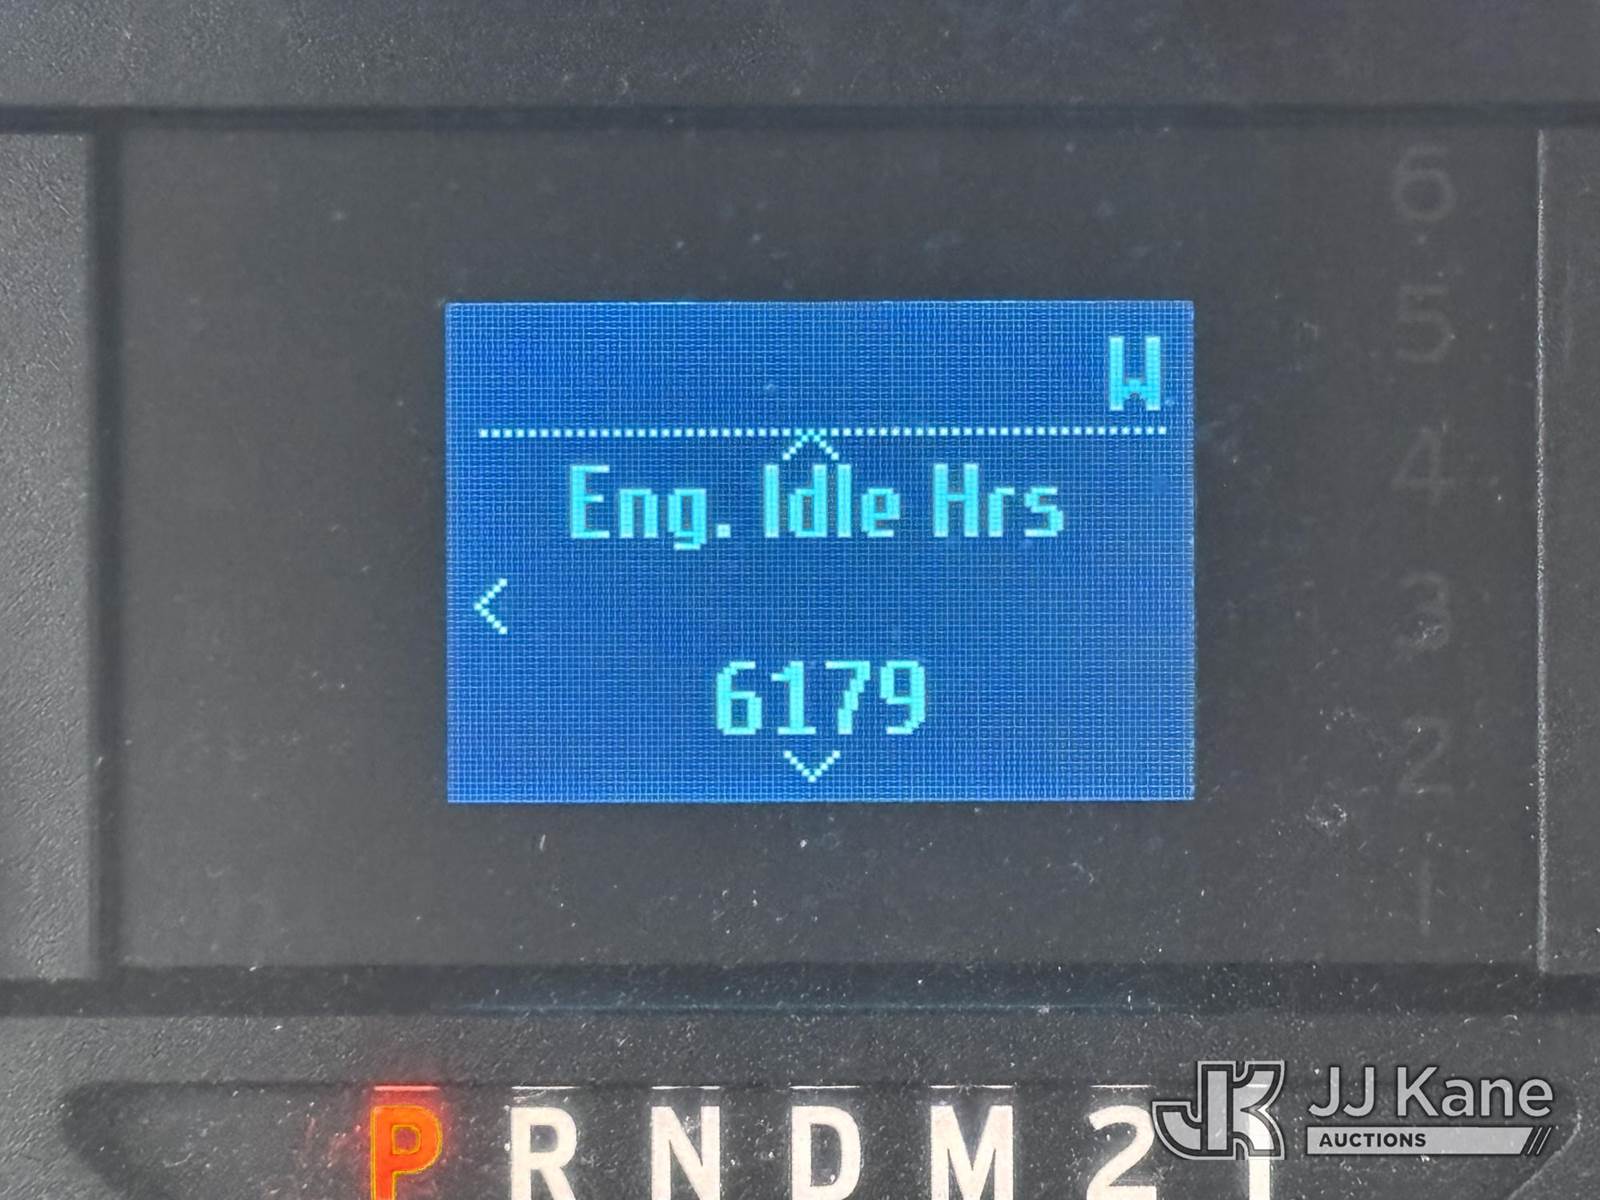 6
5
4
3
2
1
W
Eng. Idle Hrs
6179
P R N D M 2 1
JJ Kane
AUCTIONS